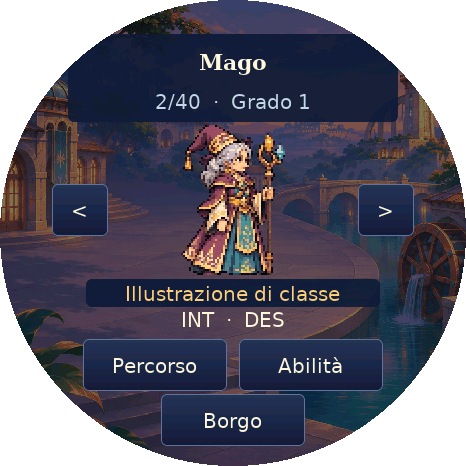 Mago
2/40 · Grado 1
< >
Illustrazione di classe
INT · DES
Percorso Abilità
Borgo